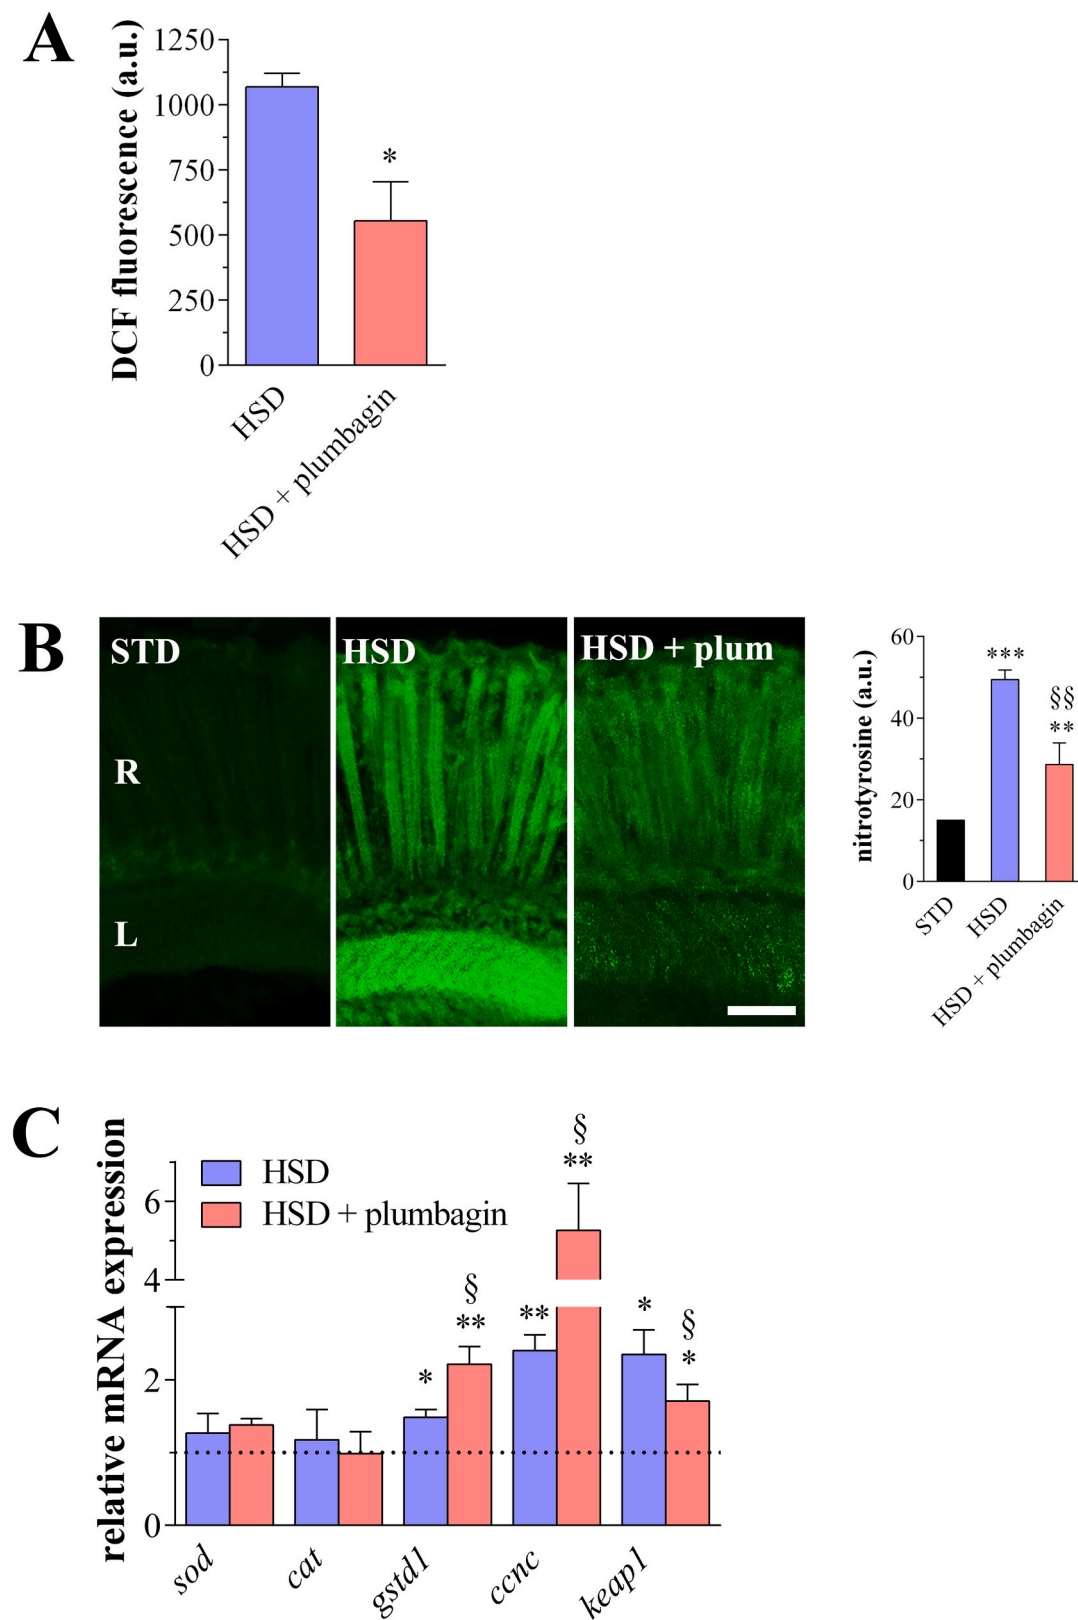 A
DCF fluorescence (a.u.)
1250
1000
750
500
250
0
*
HSD
HSD + plumbagin
B
STD
R
L
HSD
HSD + plum
nitrotyrosine (a.u.)
60
40
20
0
***
§§
**
STD
HSD
HSD + plumbagin
C
relative mRNA expression
6
4
2
0
HSD
HSD + plumbagin
*
§
**
**
§
**
*
§
*
sod
cat
gstd1
ccnc
keap1